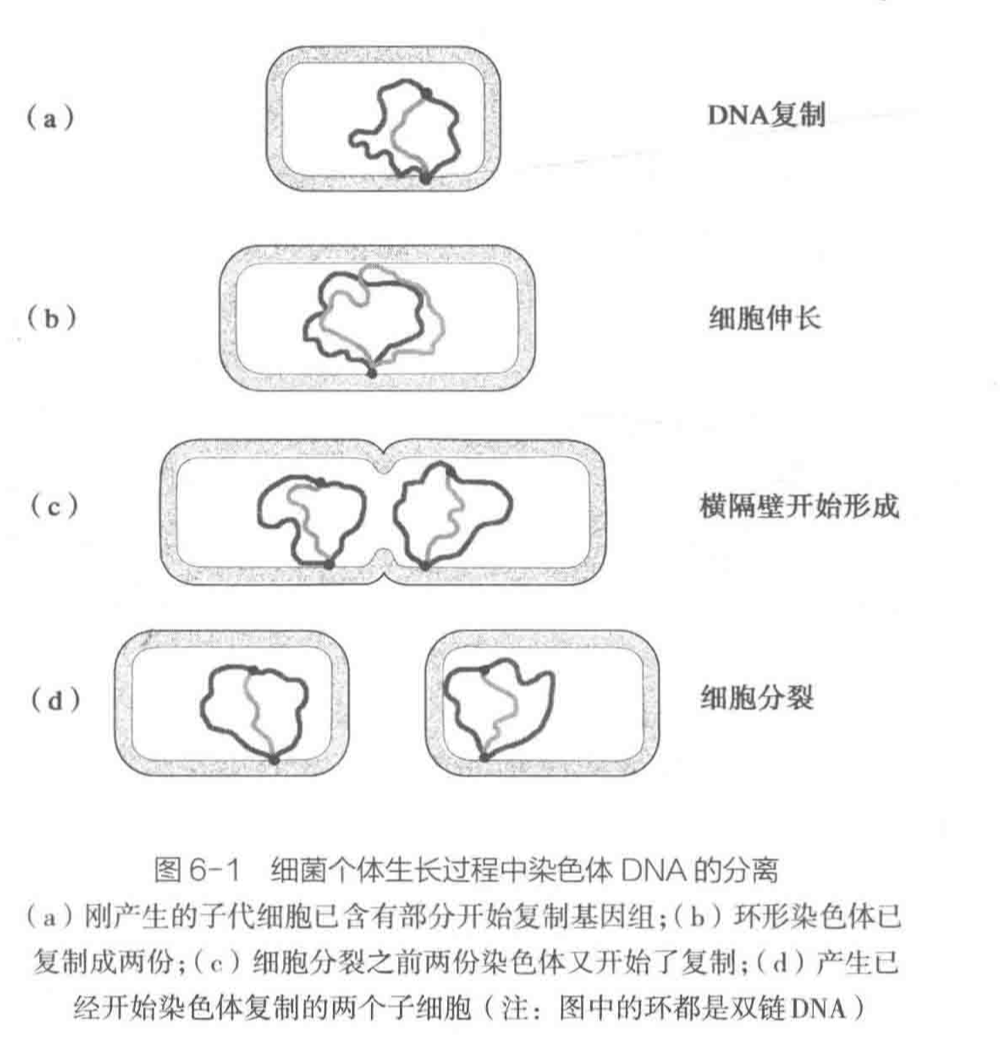 (a) DNA复制
(b) 细胞伸长
(c) 横隔壁开始形成
(d) 细胞分裂
图 6-1 细菌个体生长过程中染色体 DNA 的分离
(a)刚产生的子代细胞已含有部分开始复制基因组;(b)环形染色体已
复制成两份;(c)细胞分裂之前两份染色体又开始了复制;(d)产生已
经开始染色体复制的两个子细胞(注:图中的环都是双链 DNA)